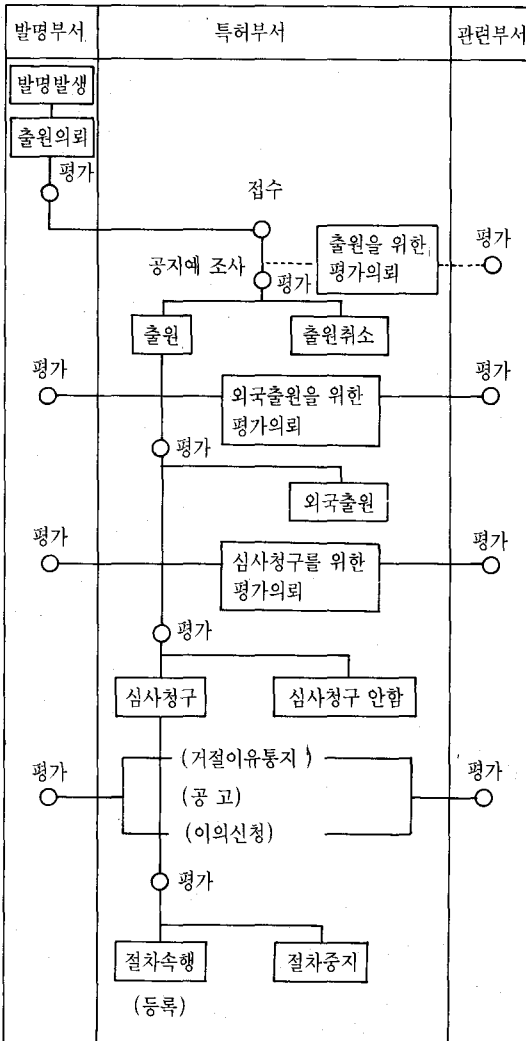 발명부서 특허부서 관련부서
발명발생
출원의뢰
평가
접수
출원을 위한
평가의뢰
평가
공지예 조사
평가
출원 출원취소
평가
외국출원을 위한
평가의뢰
평가
평가
외국출원
평가
심사청구를 위한
평가의뢰
평가
평가
심사청구 심사청구 안함
(거절이유통지)
평가
(공 고)
평가
(이의신청)
평가
절차속행 절차중지
(등록)